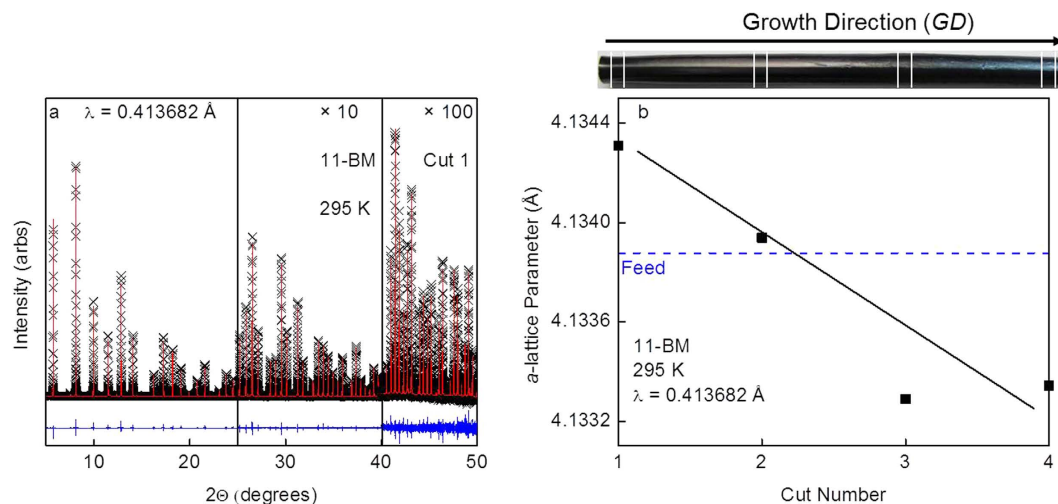 Growth Direction (GD)
a
λ = 0.413682 Å
× 10
× 100
11-BM
Cut 1
295 K
Intensity (arbs)
10
20
30
40
50
2Θ (degrees)
b
4.1344
4.1340
4.1336
4.1332
a-lattice Parameter (Å)
Feed
11-BM
295 K
λ = 0.413682 Å
1
2
3
4
Cut Number